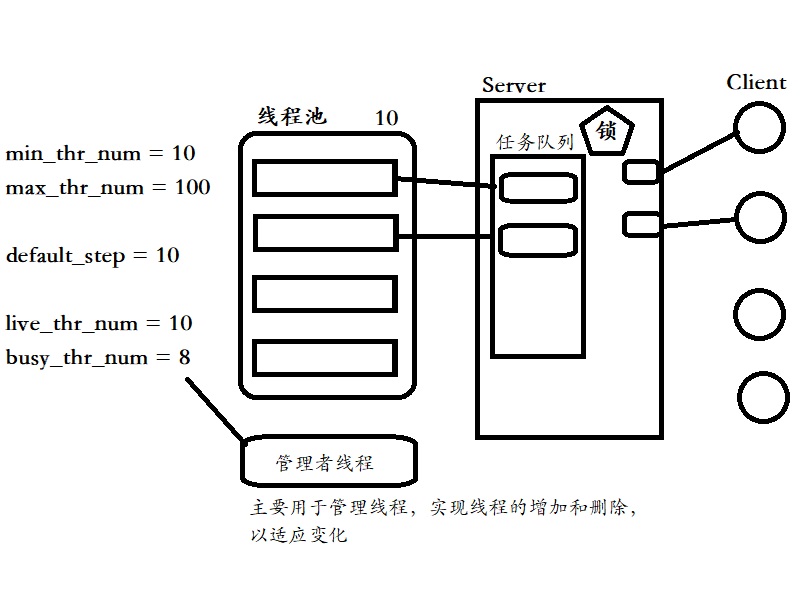 Server
Client
线程池 10
锁
任务队列
min_thr_num = 10
max_thr_num = 100
default_step = 10
live_thr_num = 10
busy_thr_num = 8
管理者线程
主要用于管理线程，实现线程的增加和删除，
以适应变化